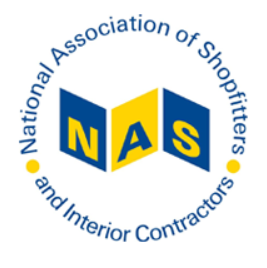 National Association of Shopfitters
NAS
and Interior Contractors